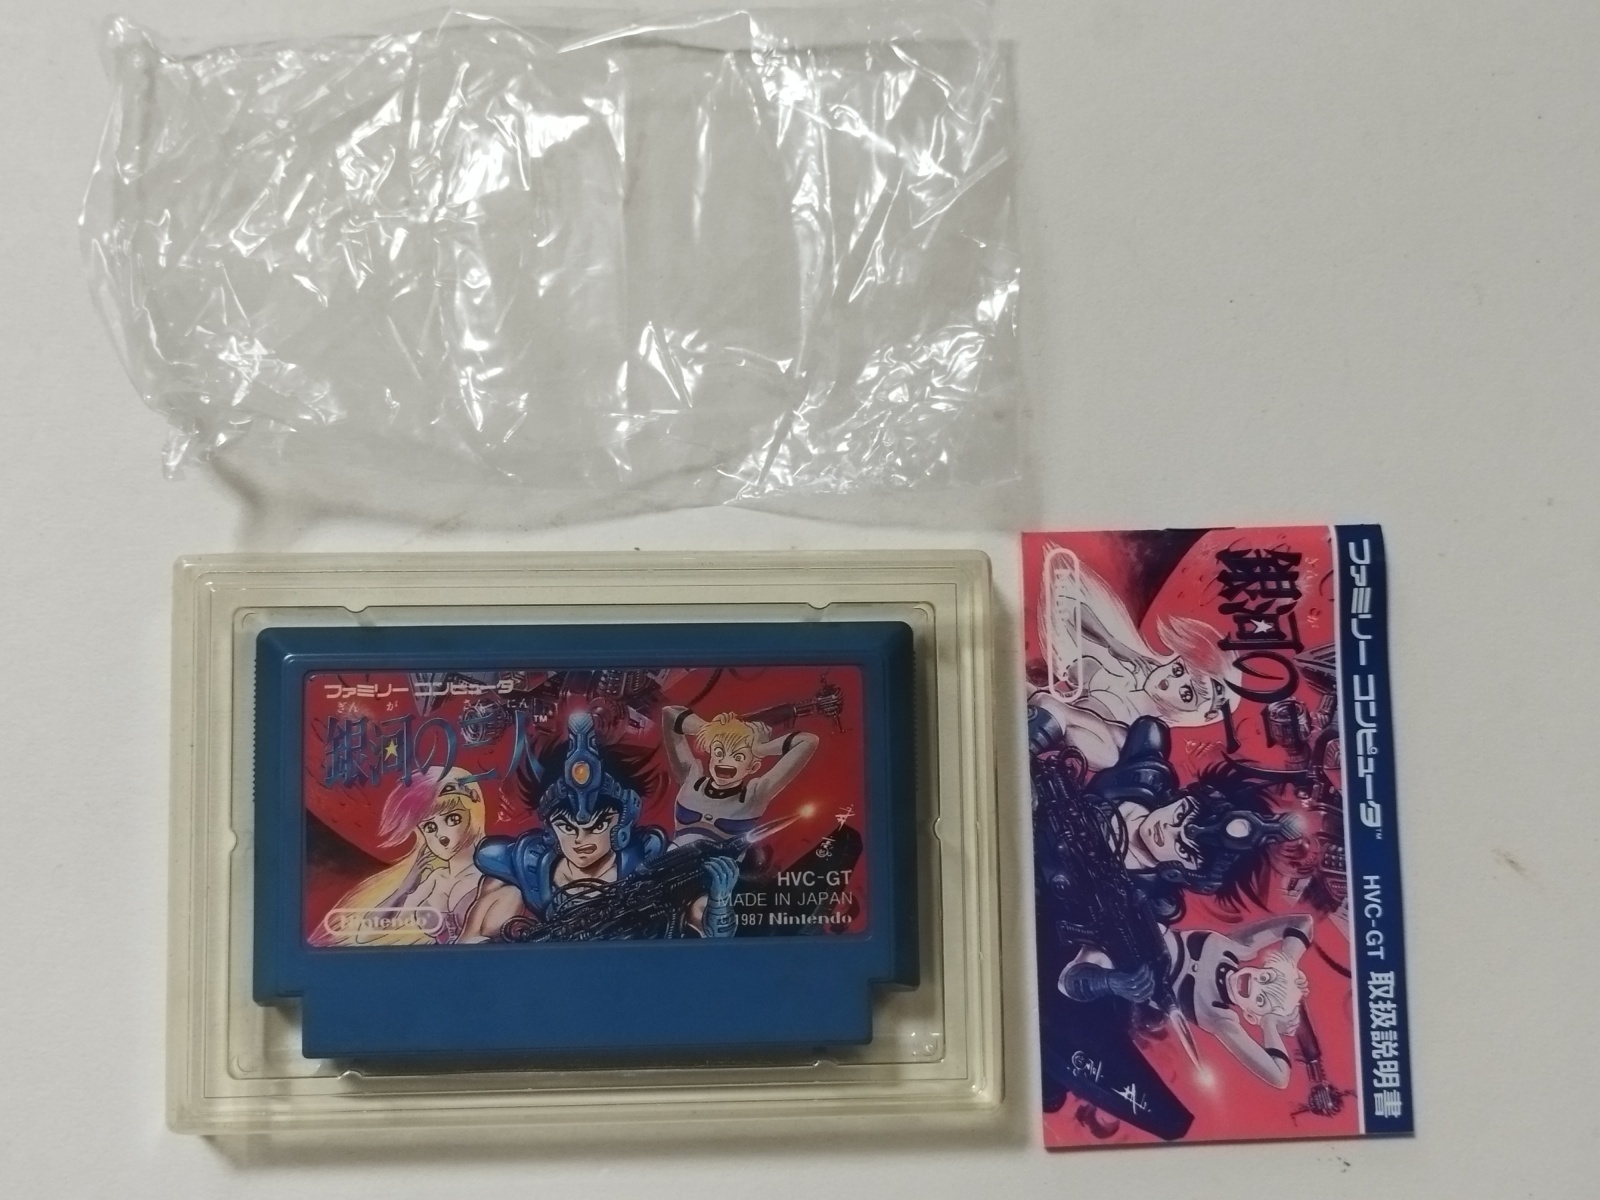 ファミリー コンピュータ
ぎん が さん にん
銀河の三人™
Nintendo
HVC-GT
MADE IN JAPAN
© 1987 Nintendo
ファミリー コンピュータ™ HVC-GT 取扱説明書
銀河の三人